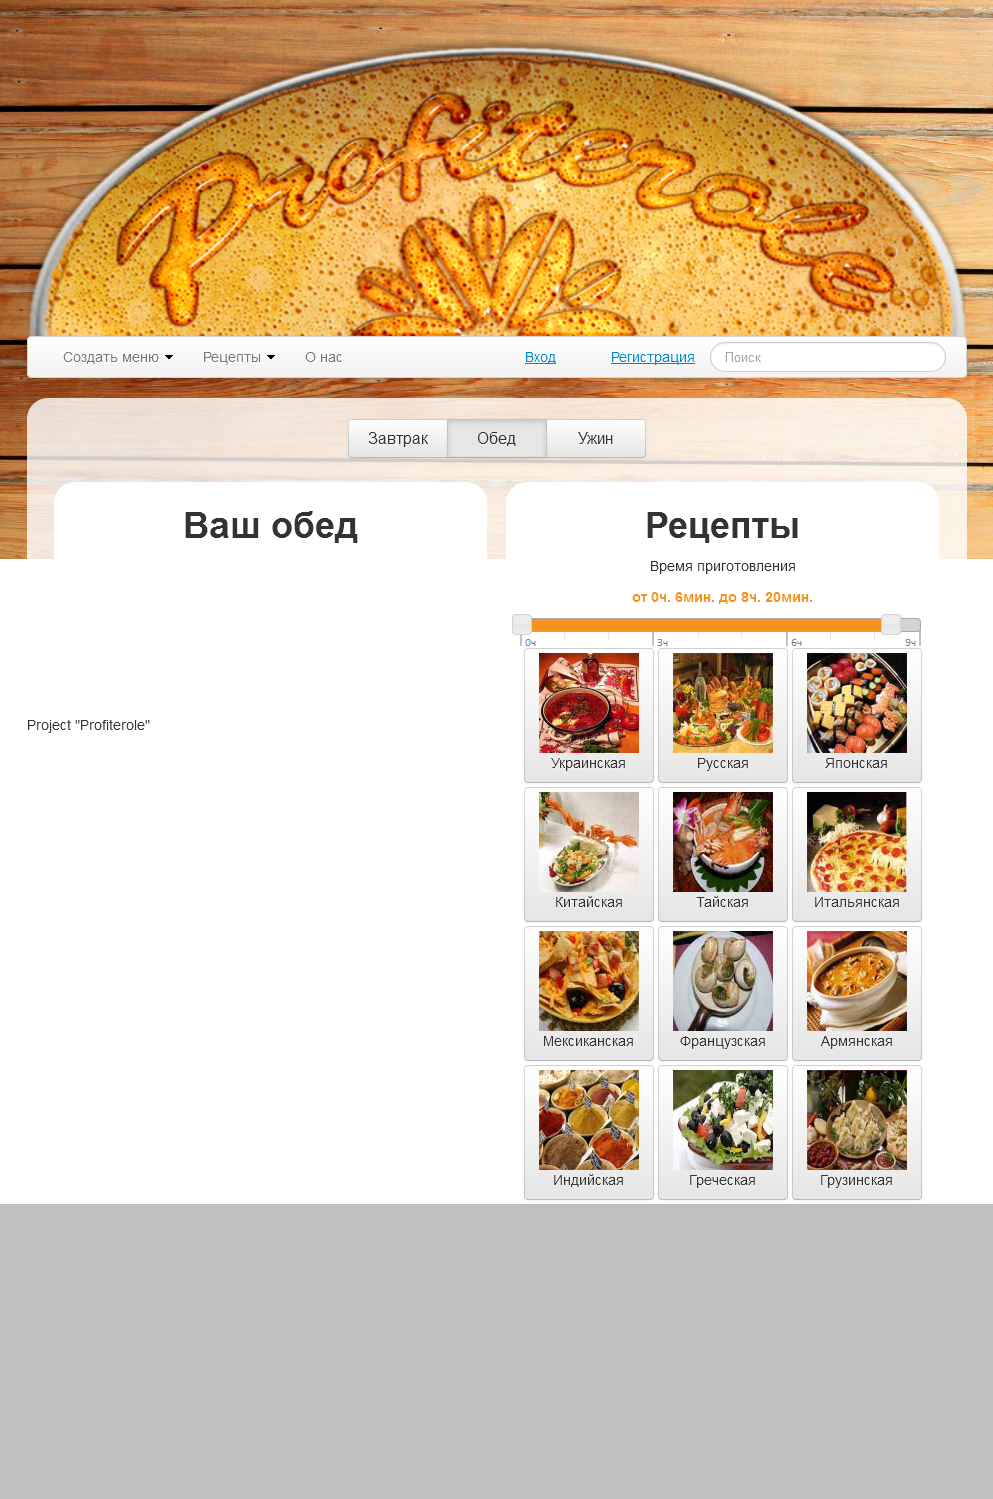 Profiterole
Создать меню
Рецепты
О нас
Вход
Регистрация
Поиск
Завтрак
Обед
Ужин
Ваш обед
Рецепты
Время приготовления
от 0ч. 6мин. до 8ч. 20мин.
0ч
3ч
6ч
9ч
Украинская
Русская
Японская
Project "Profiterole"
Китайская
Тайская
Итальянская
Мексиканская
Французская
Армянская
Индийская
Греческая
Грузинская